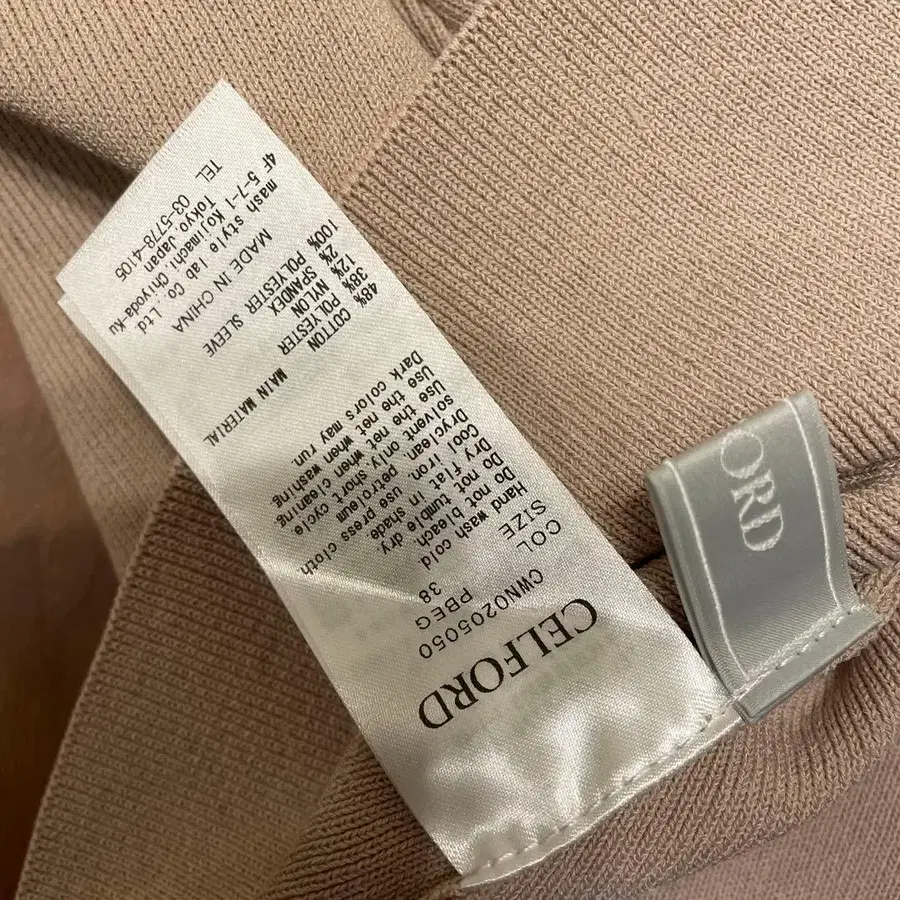 CELFORD
CWN0205050
COL PBEG
SIZE 38
Hand wash cold.
Do not bleach.
Do not tumble dry.
Dry flat in shade.
Cool iron. use press cloth
Dryclean. use petroleum
solvent only.short cycle
Use the net when cleaning
Use the net when washing
Dark colors may run.
MAIN MATERIAL
48% COTTON
38% POLYESTER
12% NYLON
2% SPANDEX
100% POLYESTER SLEEVE
MADE IN CHINA
mash style lab Co., Ltd
4F 5-7-1 Kojimachi, Chiyoda-Ku
Tokyo, Japan
TEL 03-5778-4105
ORD